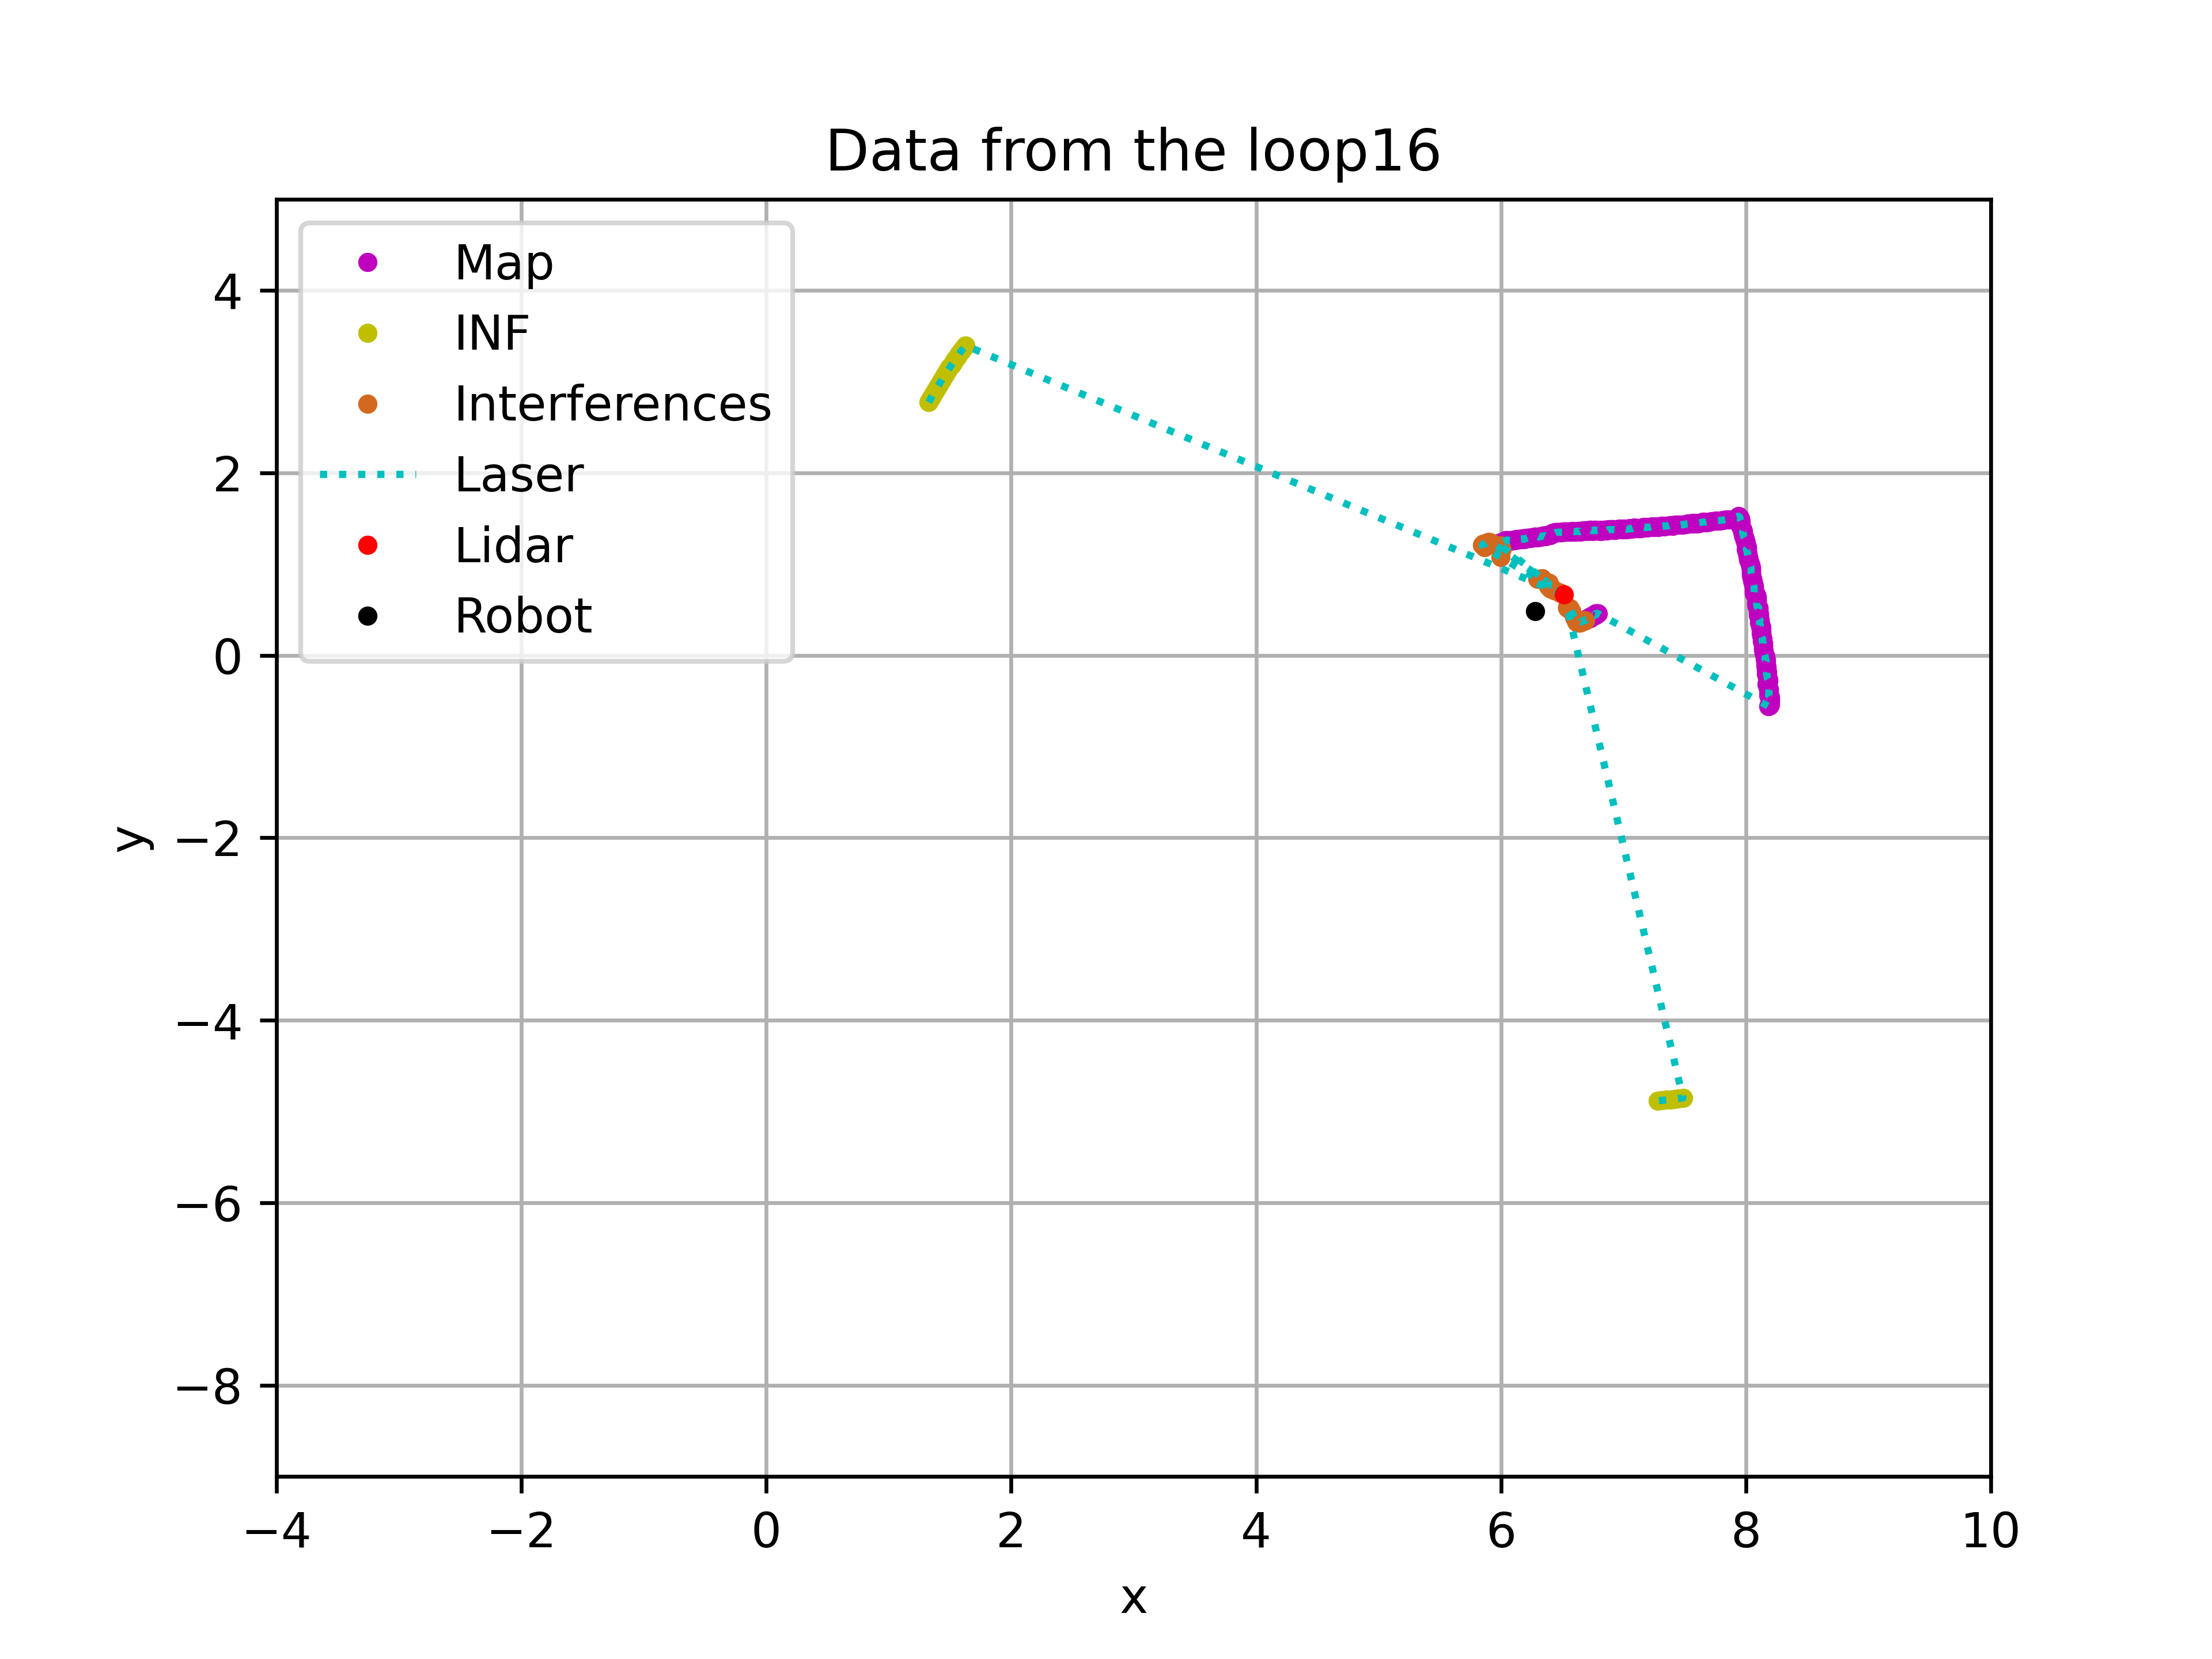 Data from the loop16
Map
INF
Interferences
Laser
Lidar
Robot
4
2
0
−2
−4
−6
−8
y
−4 −2 0 2 4 6 8 10
x